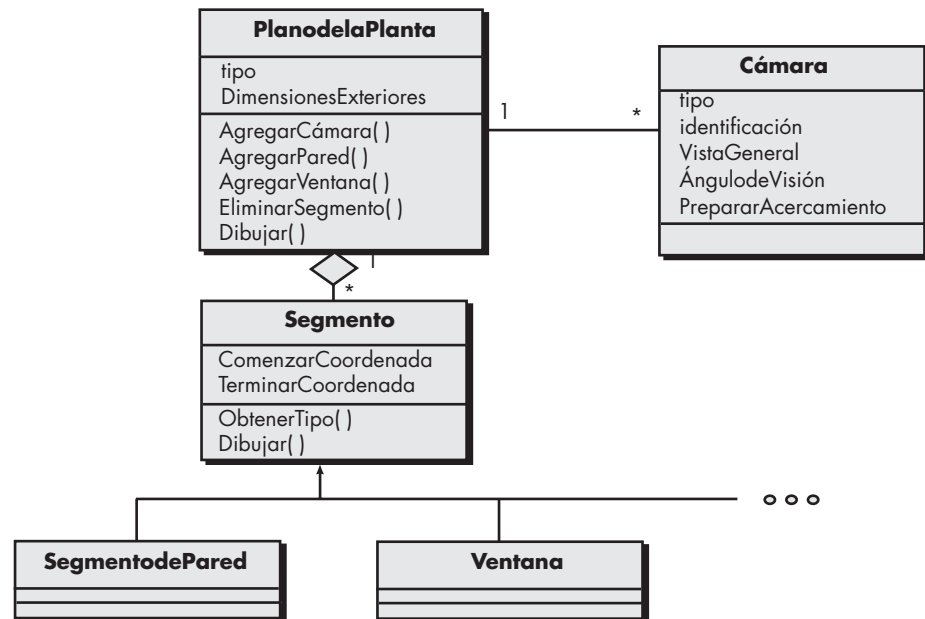 PlanodelaPlanta
tipo
DimensionesExteriores
AgregarCámara( )
AgregarPared( )
AgregarVentana( )
EliminarSegmento( )
Dibujar( )
1
*
Cámara
tipo
identificación
VistaGeneral
ÁngulodeVisión
PrepararAcercamiento
1
*
Segmento
ComenzarCoordenada
TerminarCoordenada
ObtenerTipo( )
Dibujar( )
SegmentodePared
Ventana